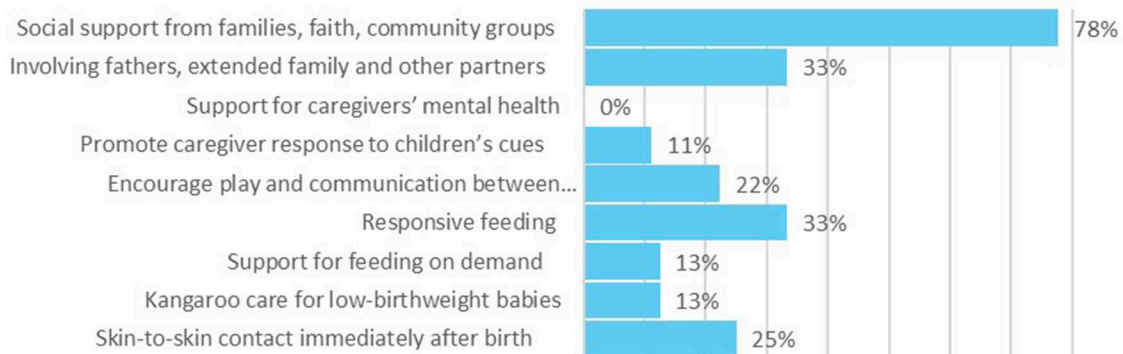 Social support from families, faith, community groups 78%
Involving fathers, extended family and other partners 33%
Support for caregivers’ mental health 0%
Promote caregiver response to children’s cues 11%
Encourage play and communication between... 22%
Responsive feeding 33%
Support for feeding on demand 13%
Kangaroo care for low-birthweight babies 13%
Skin-to-skin contact immediately after birth 25%